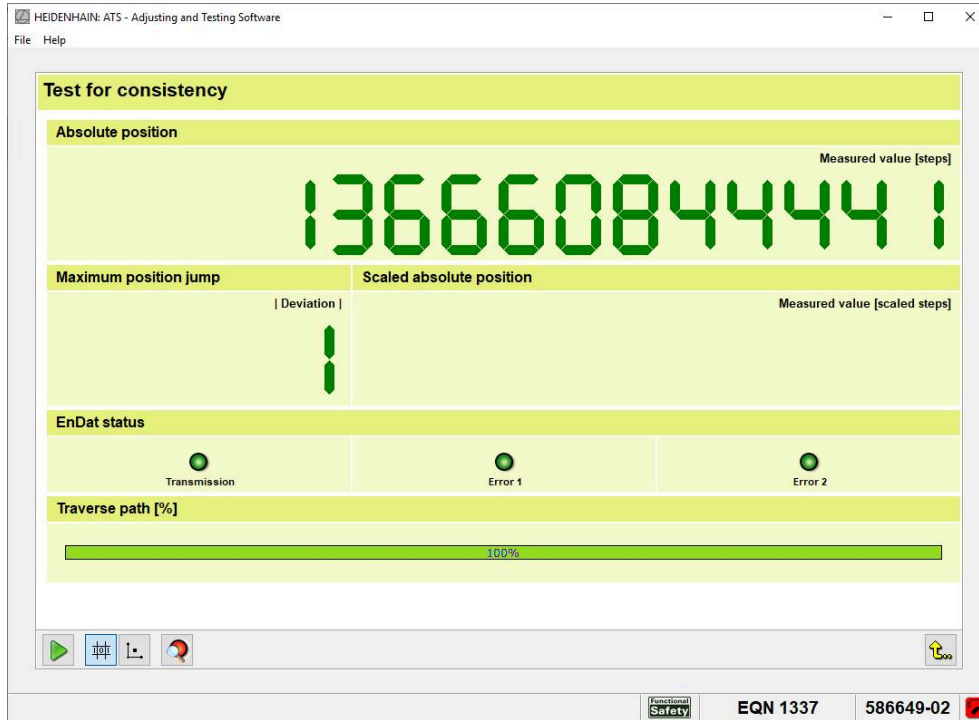 HEIDENHAIN: ATS - Adjusting and Testing Software
File Help
Test for consistency
Absolute position
Measured value [steps]
136660844441
Maximum position jump
Scaled absolute position
| Deviation |
Measured value [scaled steps]
1
EnDat status
Transmission
Error 1
Error 2
Traverse path [%]
100%
Functional
Safety
EQN 1337
586649-02